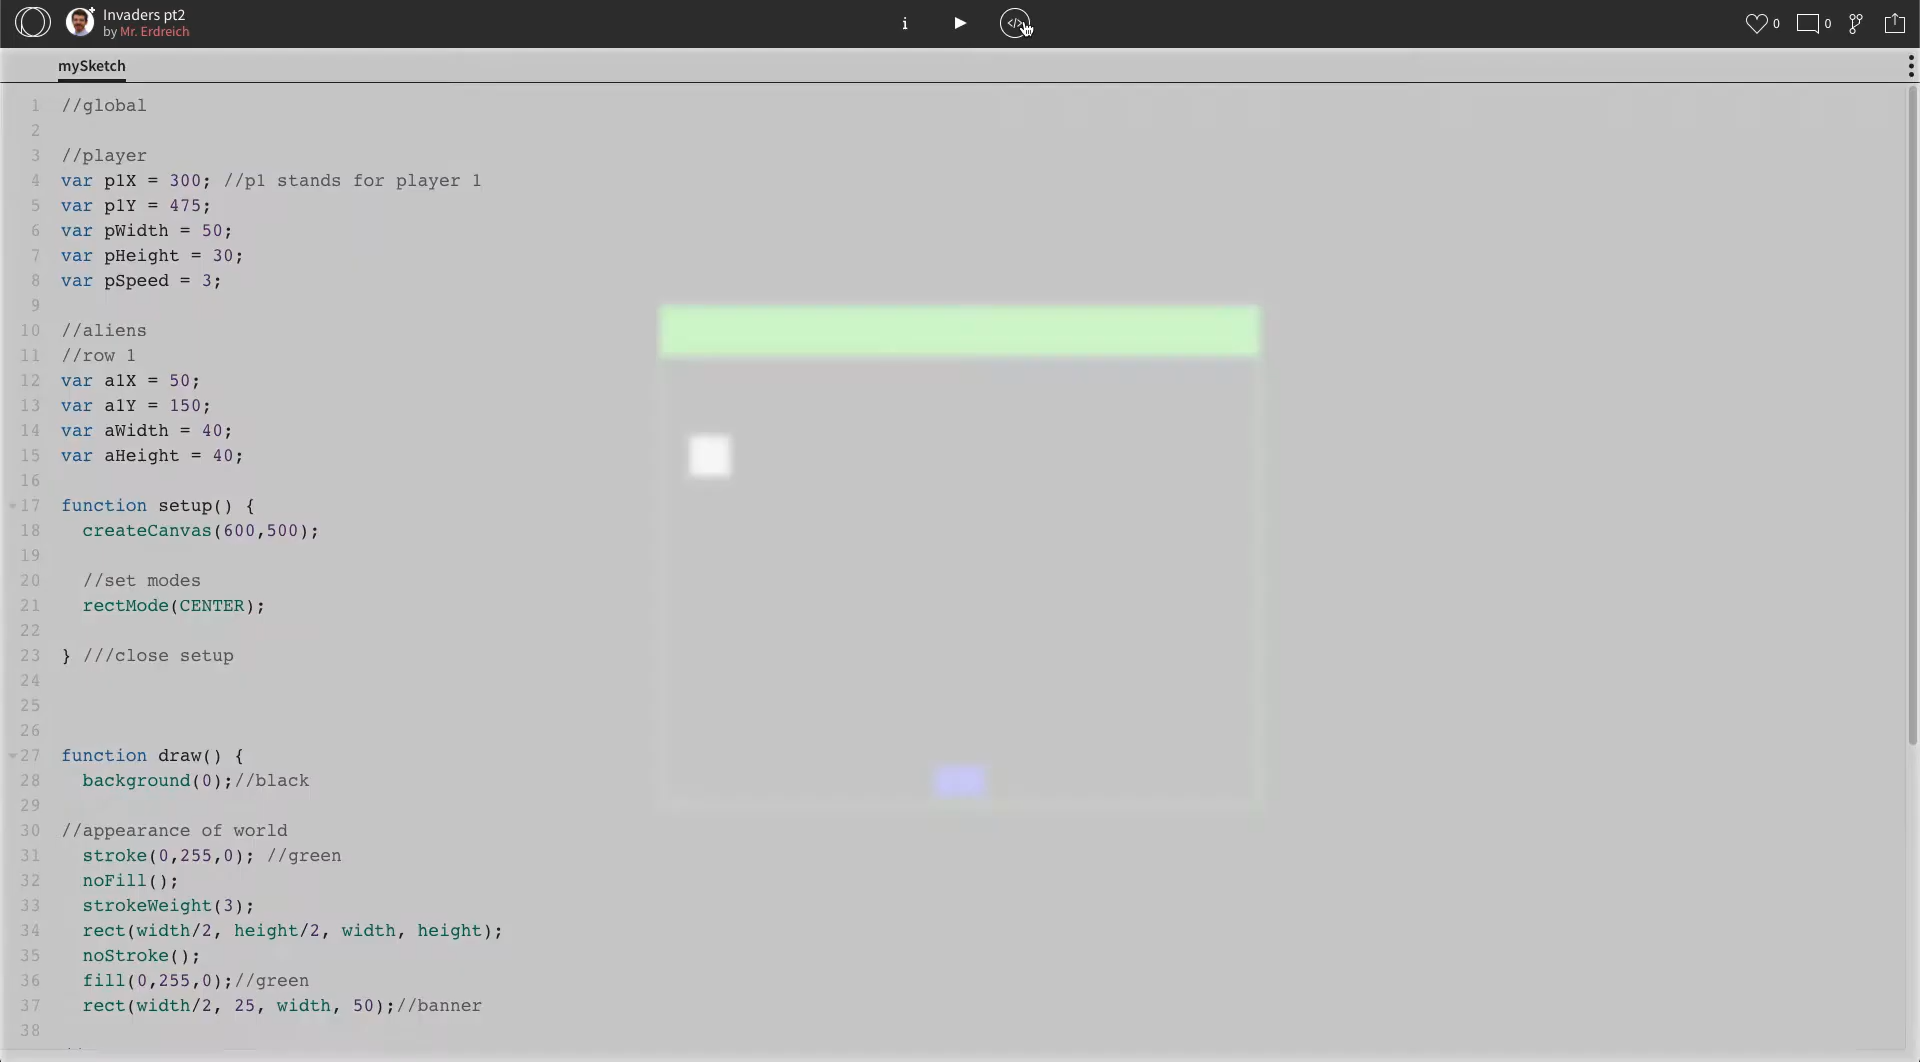 Invaders pt2
by Mr. Erdreich
i
</>
0
0
mySketch
1 //global
2
3 //player
4 var p1X = 300; //p1 stands for player 1
5 var p1Y = 475;
6 var pWidth = 50;
7 var pHeight = 30;
8 var pSpeed = 3;
9
10 //aliens
11 //row 1
12 var a1X = 50;
13 var a1Y = 150;
14 var aWidth = 40;
15 var aHeight = 40;
16
17 function setup() {
18 createCanvas(600,500);
19
20 //set modes
21 rectMode(CENTER);
22
23 } ///close setup
24
25
26
27 function draw() {
28 background(0);//black
29
30 //appearance of world
31 stroke(0,255,0); //green
32 noFill();
33 strokeWeight(3);
34 rect(width/2, height/2, width, height);
35 noStroke();
36 fill(0,255,0);//green
37 rect(width/2, 25, width, 50);//banner
38